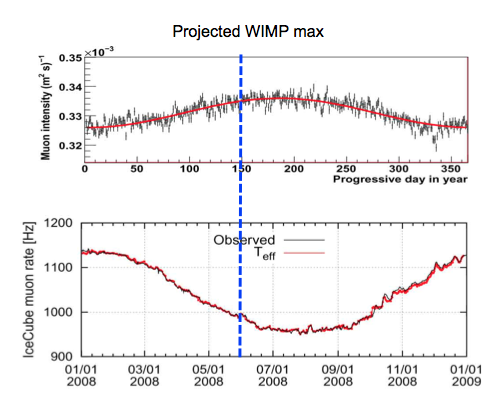 Projected WIMP max
×10⁻³
Muon intensity (m² s)⁻¹
0.35
0.34
0.33
0.32
0 50 100 150 200 250 300 350
Progressive day in year
IceCube muon rate [Hz]
1200
1100
1000
900
Observed
T_eff
01/01 03/01 05/01 07/01 09/01 11/01 01/01
2008 2008 2008 2008 2008 2008 2009